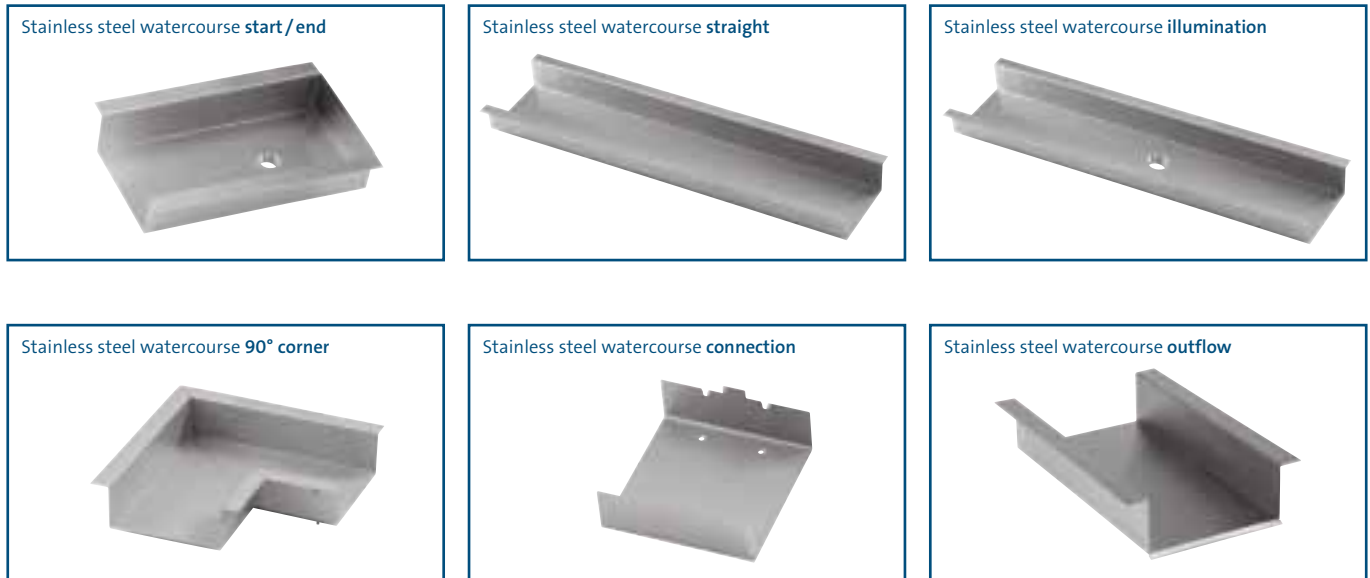 Stainless steel watercourse start / end
Stainless steel watercourse straight
Stainless steel watercourse illumination
Stainless steel watercourse 90° corner
Stainless steel watercourse connection
Stainless steel watercourse outflow